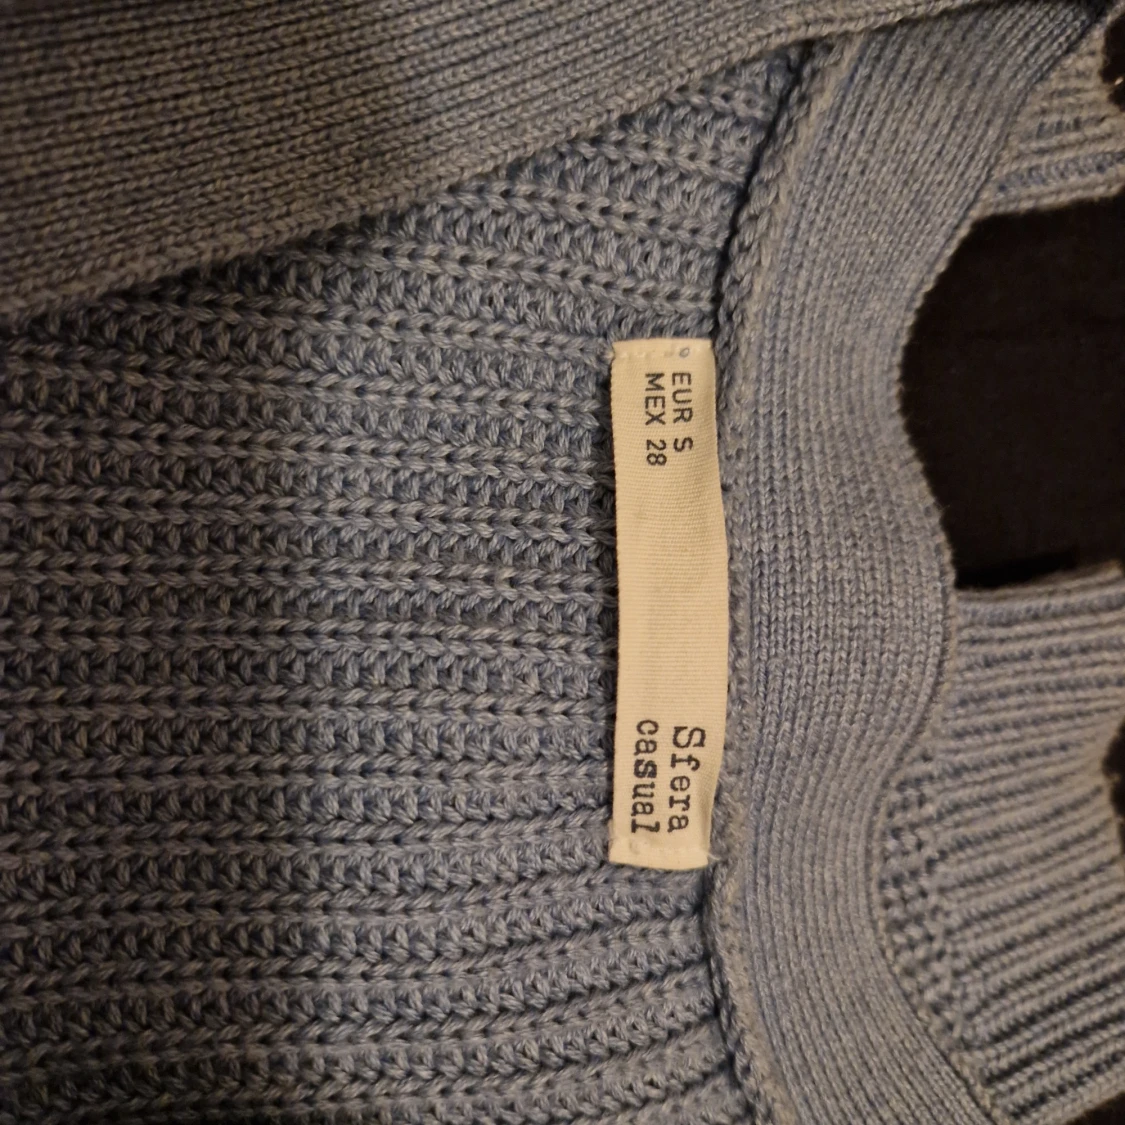 EUR S
MEX 28
Sfera
casual